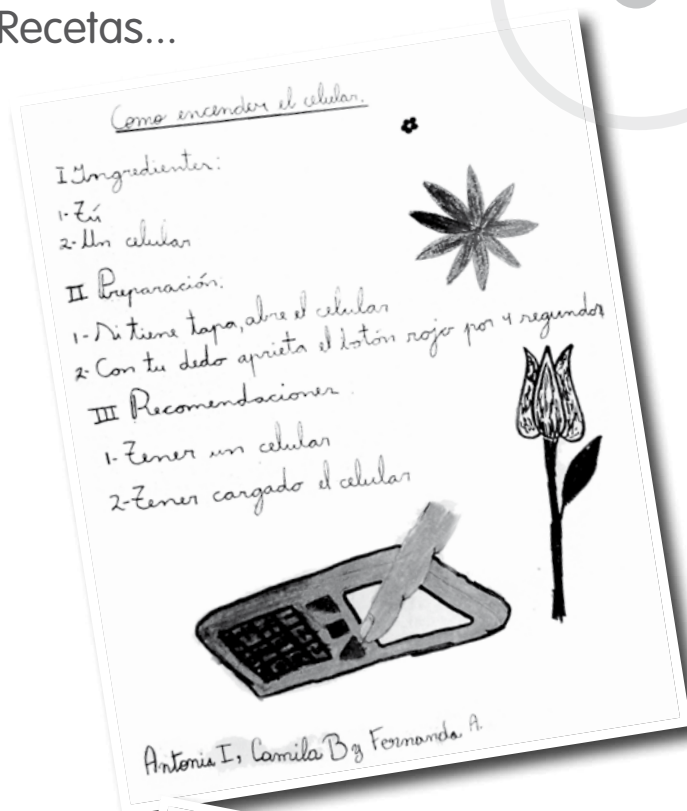 Recetas...
Como encender el celular.
I Ingredientes:
1- Tú
2- Un celular
II Preparación:
1- Si tiene tapa, abre el celular
2- Con tu dedo aprieta el botón rojo por 4 segundos
III Recomendaciones.
1- Tener un celular
2- Tener cargado el celular
Antonia I, Camila B y Fernanda A.